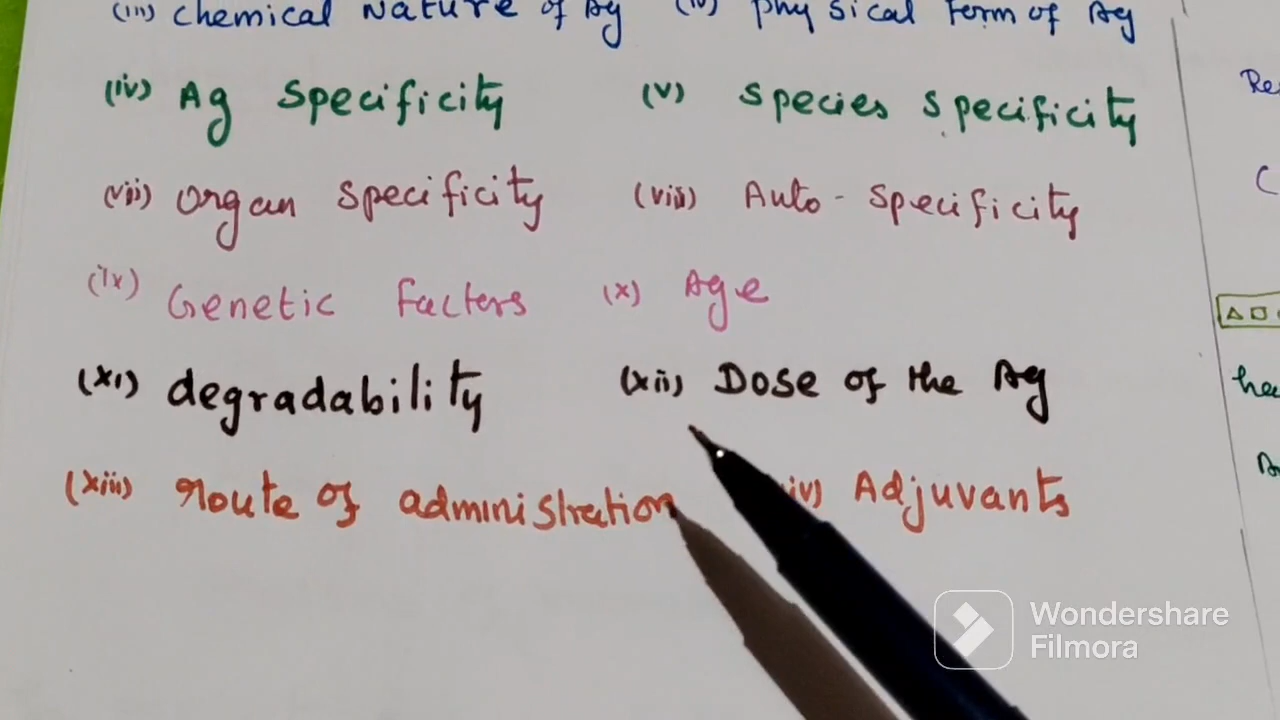 (iii) chemical Nature of Ag (iv) physical form of Ag
(iv) Ag Specificity (v) Species Specificity
(vii) Organ Specificity (viii) Auto - Specificity
(ix) Genetic Factors (x) Age
(xi) degradability (xii) Dose of the Ag
(xiii) Route of administration iv) Adjuvants
Wondershare
Filmora